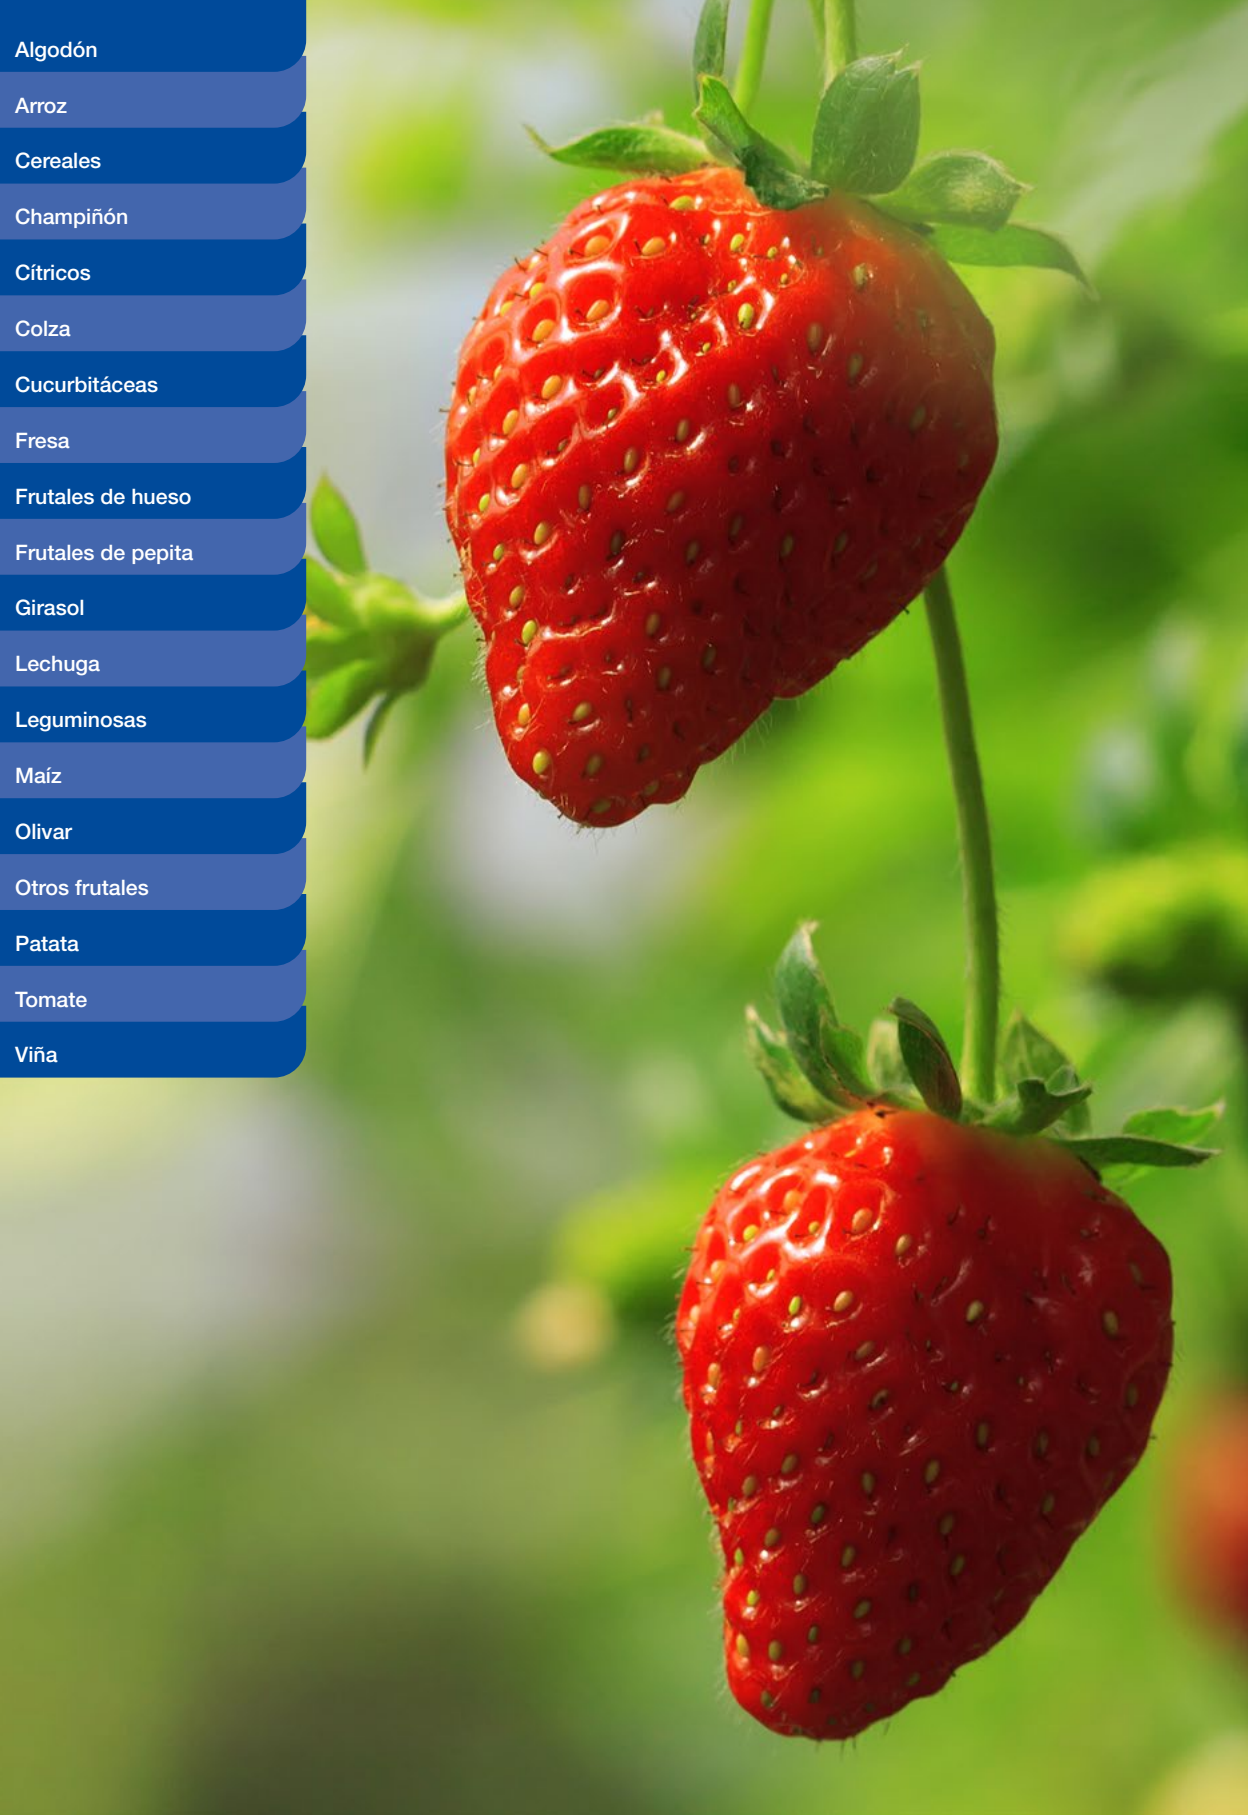 Algodón
Arroz
Cereales
Champiñón
Cítricos
Colza
Cucurbitáceas
Fresa
Frutales de hueso
Frutales de pepita
Girasol
Lechuga
Leguminosas
Maíz
Olivar
Otros frutales
Patata
Tomate
Viña